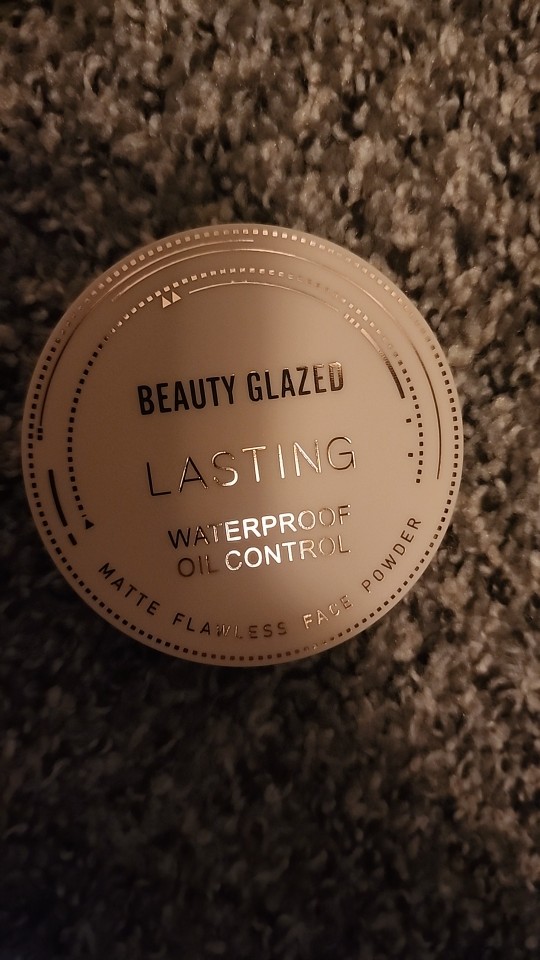 BEAUTY GLAZED
LASTING
WATERPROOF
OIL CONTROL
MATTE FLAWLESS FACE POWDER